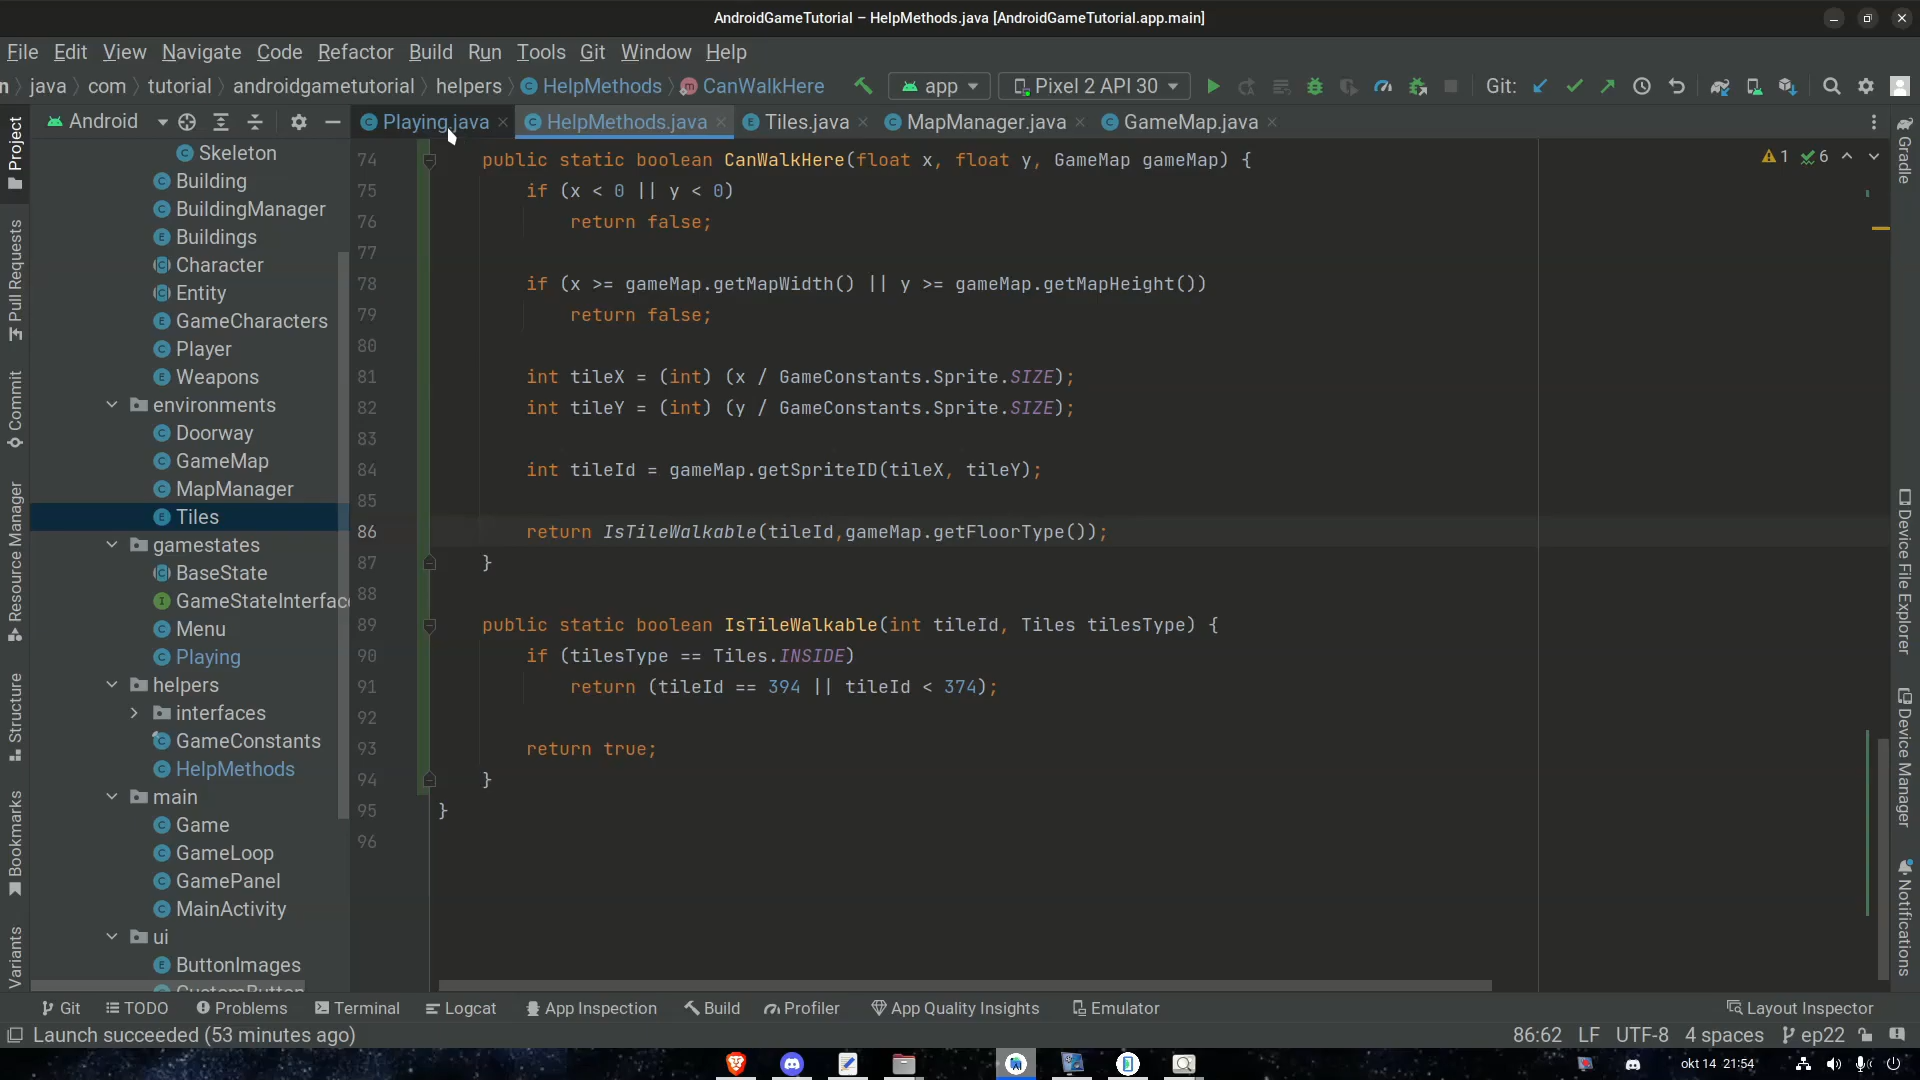 AndroidGameTutorial – HelpMethods.java [AndroidGameTutorial.app.main]
File Edit View Navigate Code Refactor Build Run Tools Git Window Help
n java com tutorial androidgametutorial helpers HelpMethods CanWalkHere app Pixel 2 API 30 Git:
Android Playing.java HelpMethods.java Tiles.java MapManager.java GameMap.java
Project
Pull Requests
Commit
Resource Manager
Structure
Bookmarks
Variants
Skeleton
Building
BuildingManager
Buildings
Character
Entity
GameCharacters
Player
Weapons
environments
Doorway
GameMap
MapManager
Tiles
gamestates
BaseState
GameStateInterfac
Menu
Playing
helpers
interfaces
GameConstants
HelpMethods
main
Game
GameLoop
GamePanel
MainActivity
ui
ButtonImages
CustomButton
74 public static boolean CanWalkHere(float x, float y, GameMap gameMap) {
75 if (x < 0 || y < 0)
76 return false;
77
78 if (x >= gameMap.getMapWidth() || y >= gameMap.getMapHeight())
79 return false;
80
81 int tileX = (int) (x / GameConstants.Sprite.SIZE);
82 int tileY = (int) (y / GameConstants.Sprite.SIZE);
83
84 int tileId = gameMap.getSpriteID(tileX, tileY);
85
86 return IsTileWalkable(tileId,gameMap.getFloorType());
87 }
88
89 public static boolean IsTileWalkable(int tileId, Tiles tilesType) {
90 if (tilesType == Tiles.INSIDE)
91 return (tileId == 394 || tileId < 374);
92
93 return true;
94 }
95 }
96
1 6
Gradle
Device File Explorer
Device Manager
Notifications
Git TODO Problems Terminal Logcat App Inspection Build Profiler App Quality Insights Emulator Layout Inspector
Launch succeeded (53 minutes ago) 86:62 LF UTF-8 4 spaces ep22
okt 14 21:54